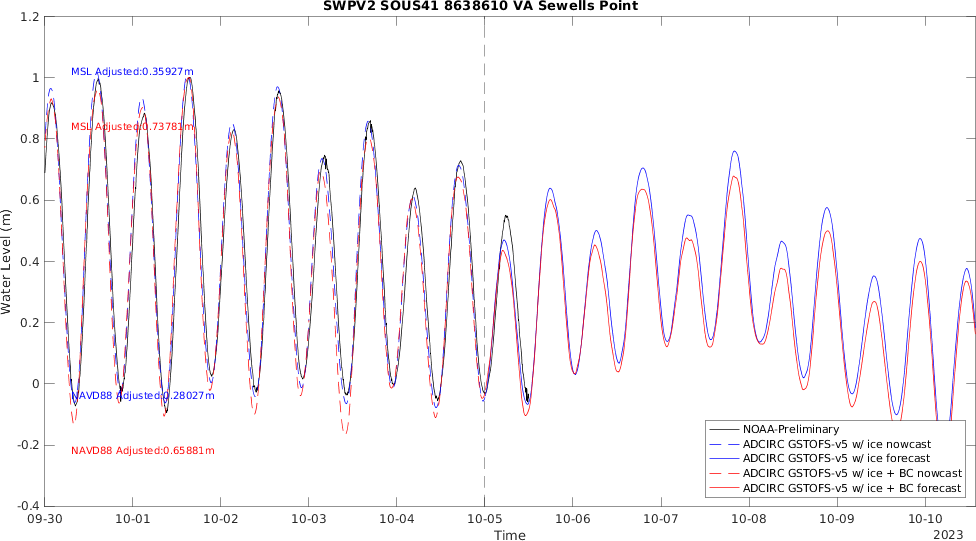 SWPV2 SOUS41 8638610 VA Sewells Point
1.2
1
0.8
0.6
0.4
0.2
0
-0.2
-0.4
Water Level (m)
MSL Adjusted:0.35927m
MSL Adjusted:0.73781m
NAVD88 Adjusted:0.28027m
NAVD88 Adjusted:0.65881m
NOAA-Preliminary
ADCIRC GSTOFS-v5 w/ ice nowcast
ADCIRC GSTOFS-v5 w/ ice forecast
ADCIRC GSTOFS-v5 w/ ice + BC nowcast
ADCIRC GSTOFS-v5 w/ ice + BC forecast
09-30 10-01 10-02 10-03 10-04 10-05 10-06 10-07 10-08 10-09 10-10
Time
2023